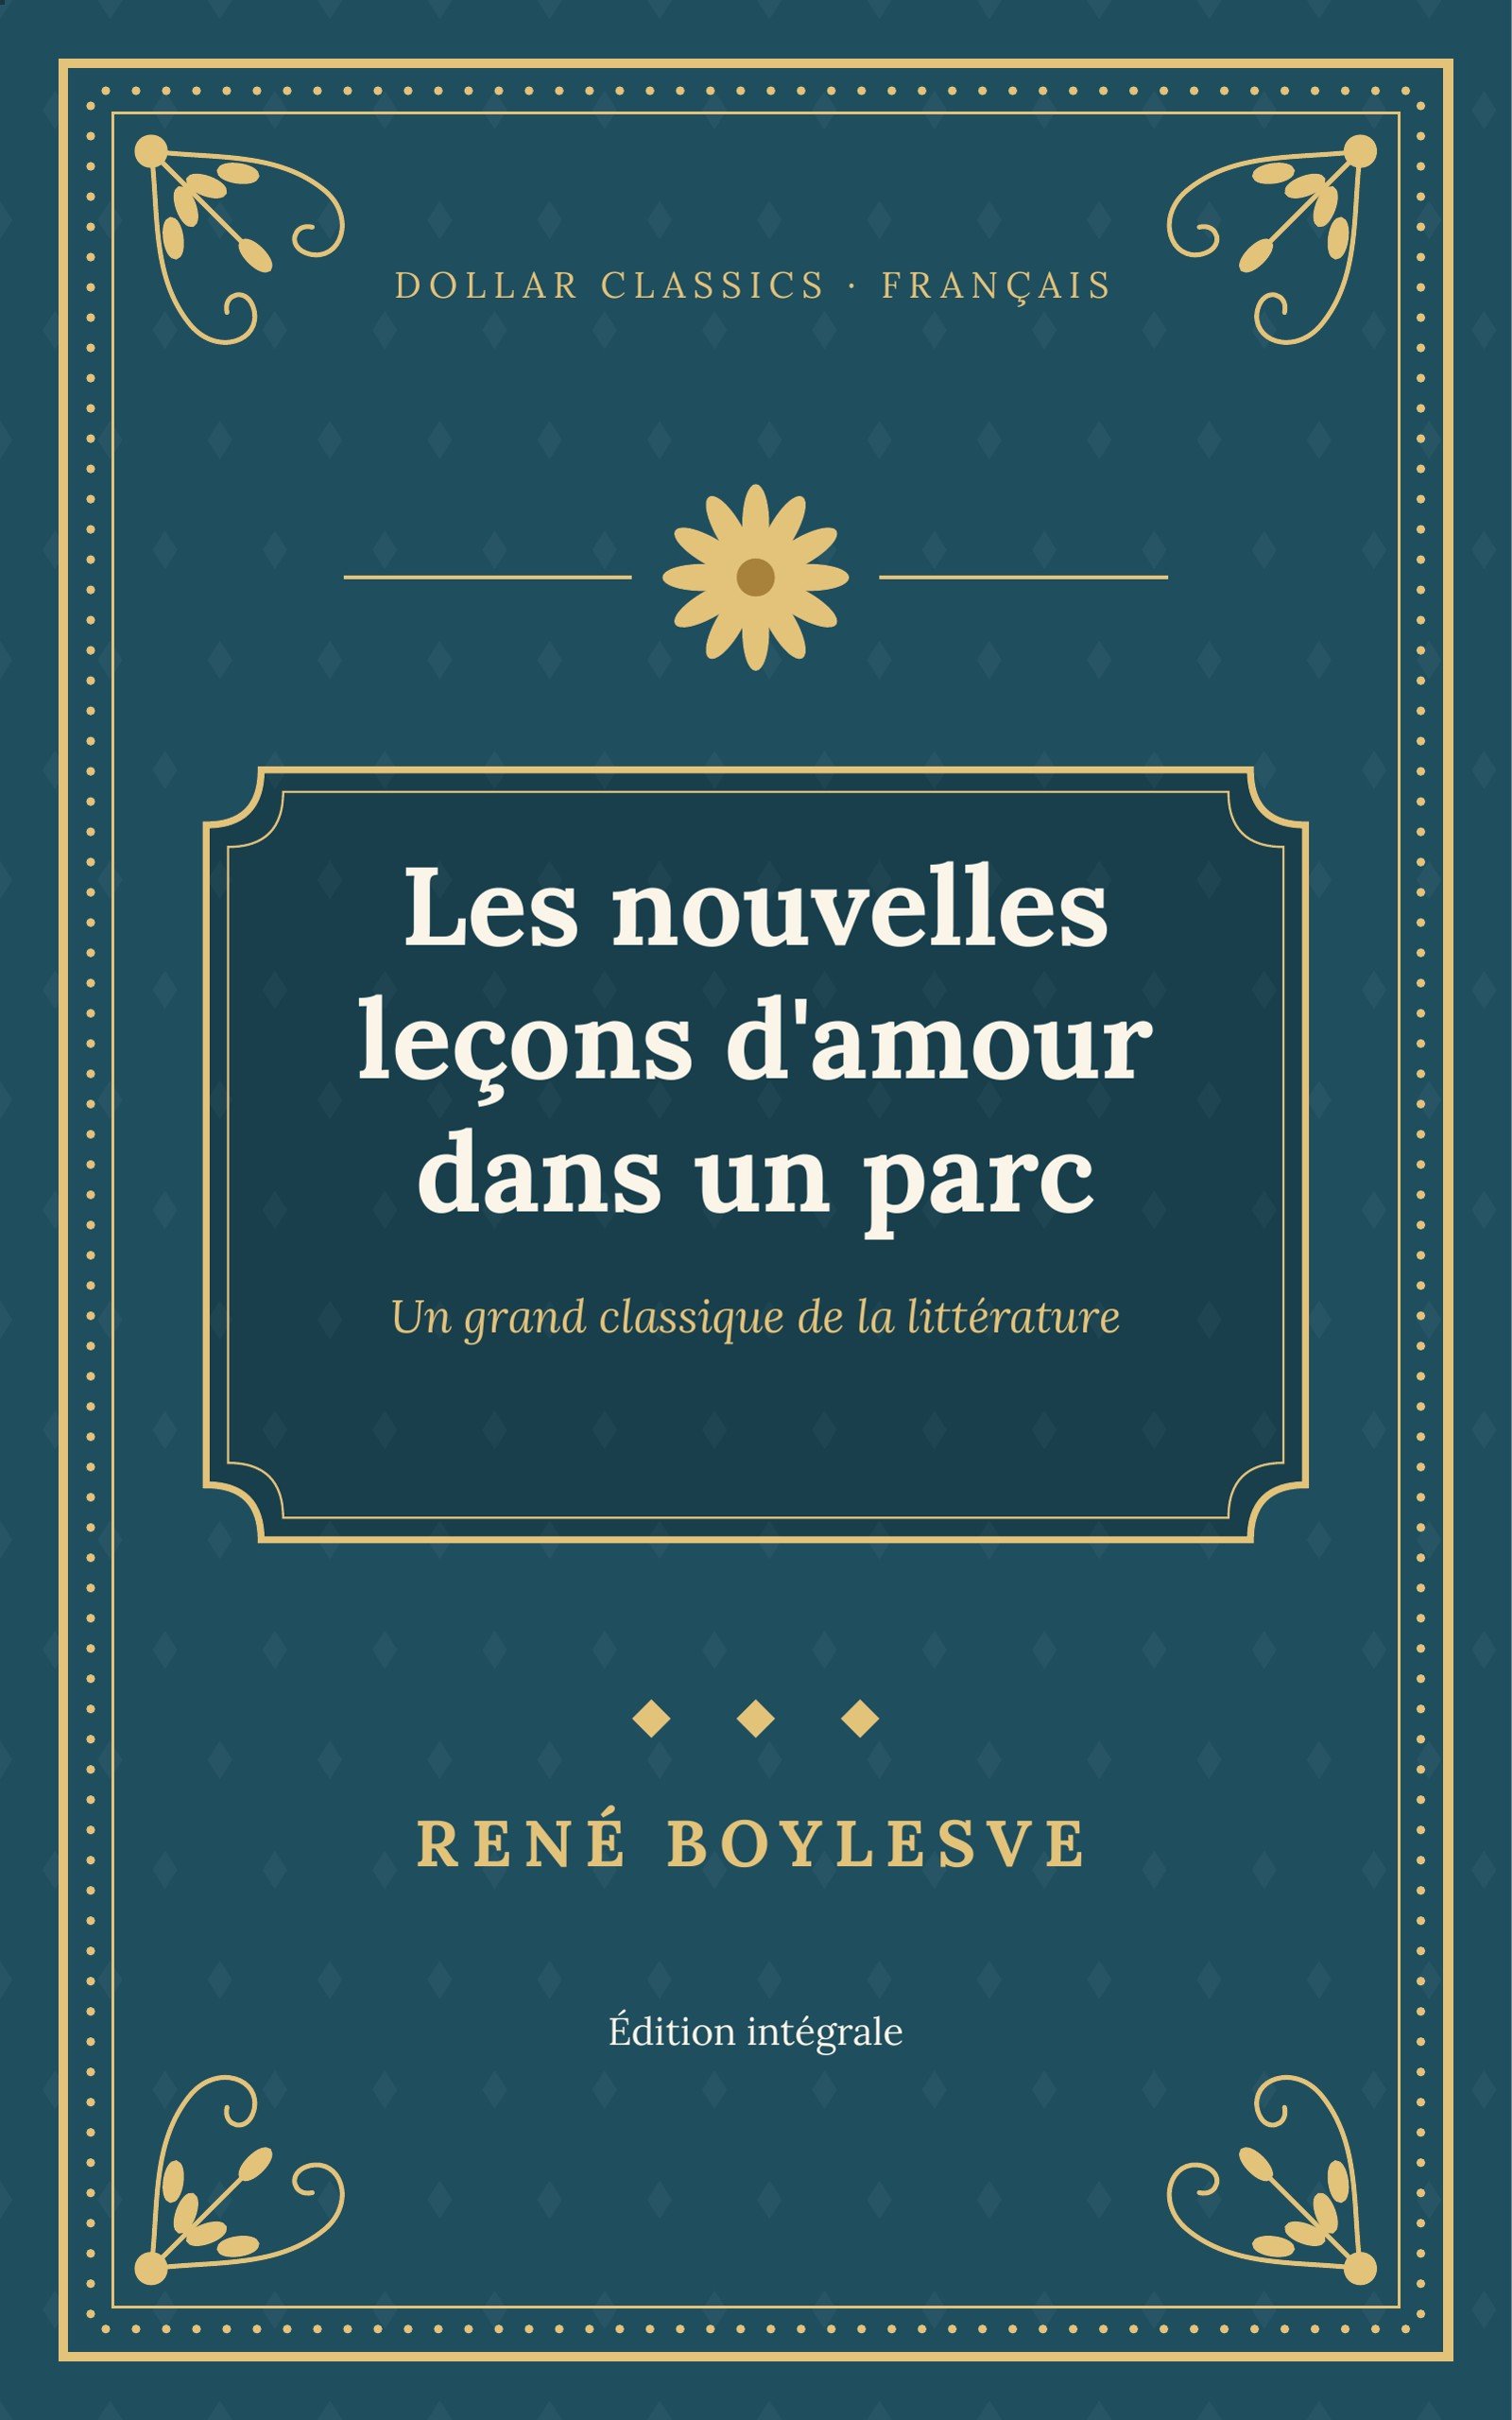 DOLLAR CLASSICS · FRANÇAIS
Les nouvelles
leçons d'amour
dans un parc
Un grand classique de la littérature
RENÉ BOYLESVE
Édition intégrale